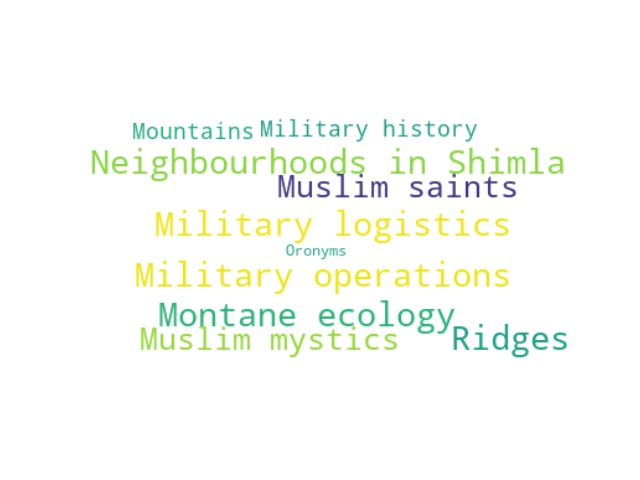 Mountains Military history
Neighbourhoods in Shimla
Muslim saints
Military logistics
Oronyms
Military operations
Montane ecology
Muslim mystics Ridges